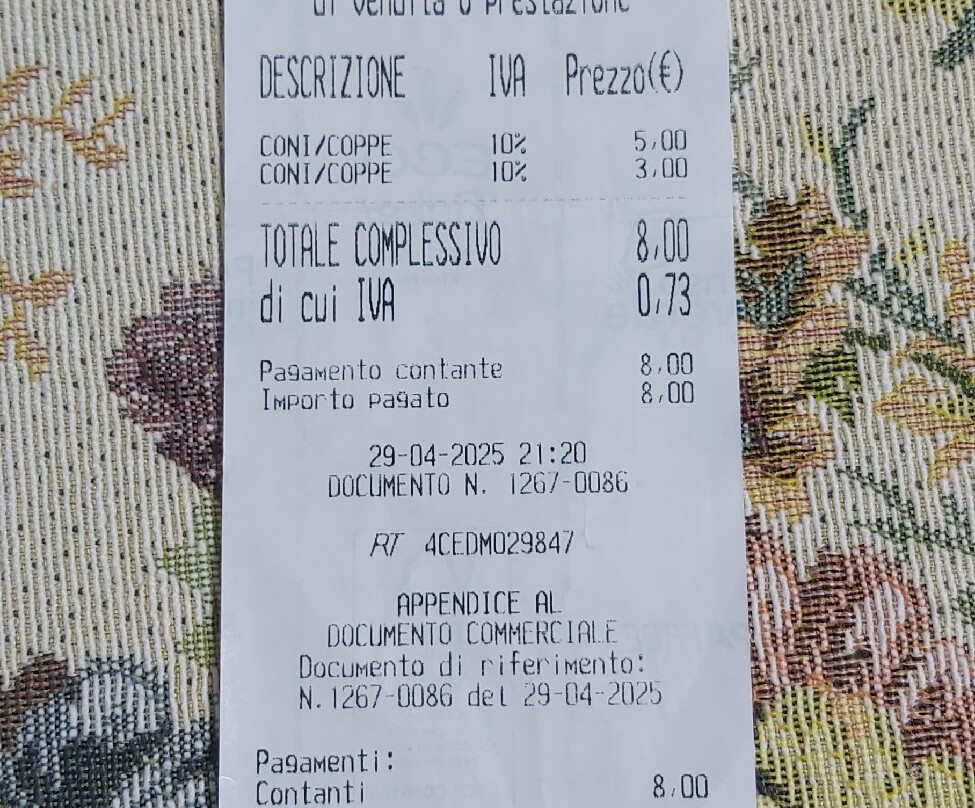 di vendita o prestazione
DESCRIZIONE IVA Prezzo(€)
CONI/COPPE 10% 5,00
CONI/COPPE 10% 3,00
TOTALE COMPLESSIVO 8,00
di cui IVA 0,73
Pagamento contante 8,00
Importo pagato 8,00
29-04-2025 21:20
DOCUMENTO N. 1267-0086
RT 4CEDM029847
APPENDICE AL
DOCUMENTO COMMERCIALE
Documento di riferimento:
N.1267-0086 del 29-04-2025
Pagamenti:
Contanti 8,00